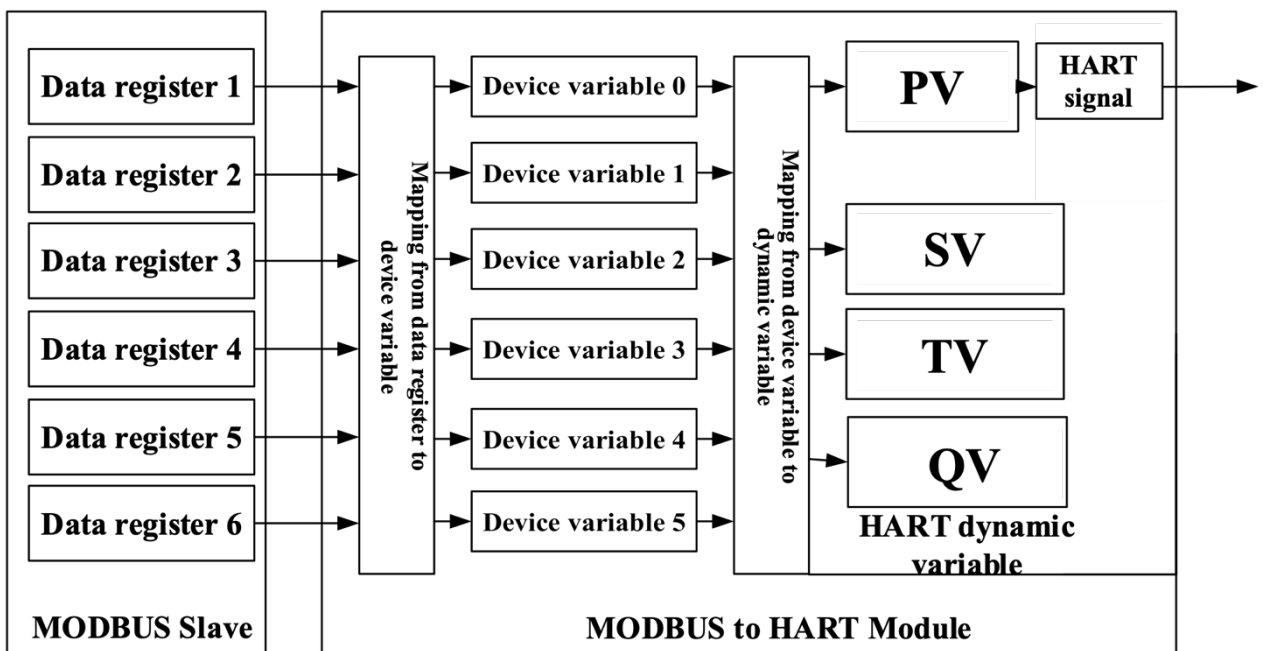 Data register 1
Data register 2
Data register 3
Data register 4
Data register 5
Data register 6
MODBUS Slave
Mapping from data register to
device variable
Device variable 0
Device variable 1
Device variable 2
Device variable 3
Device variable 4
Device variable 5
Mapping from device variable to
dynamic variable
PV
HART
signal
SV
TV
QV
HART dynamic
variable
MODBUS to HART Module